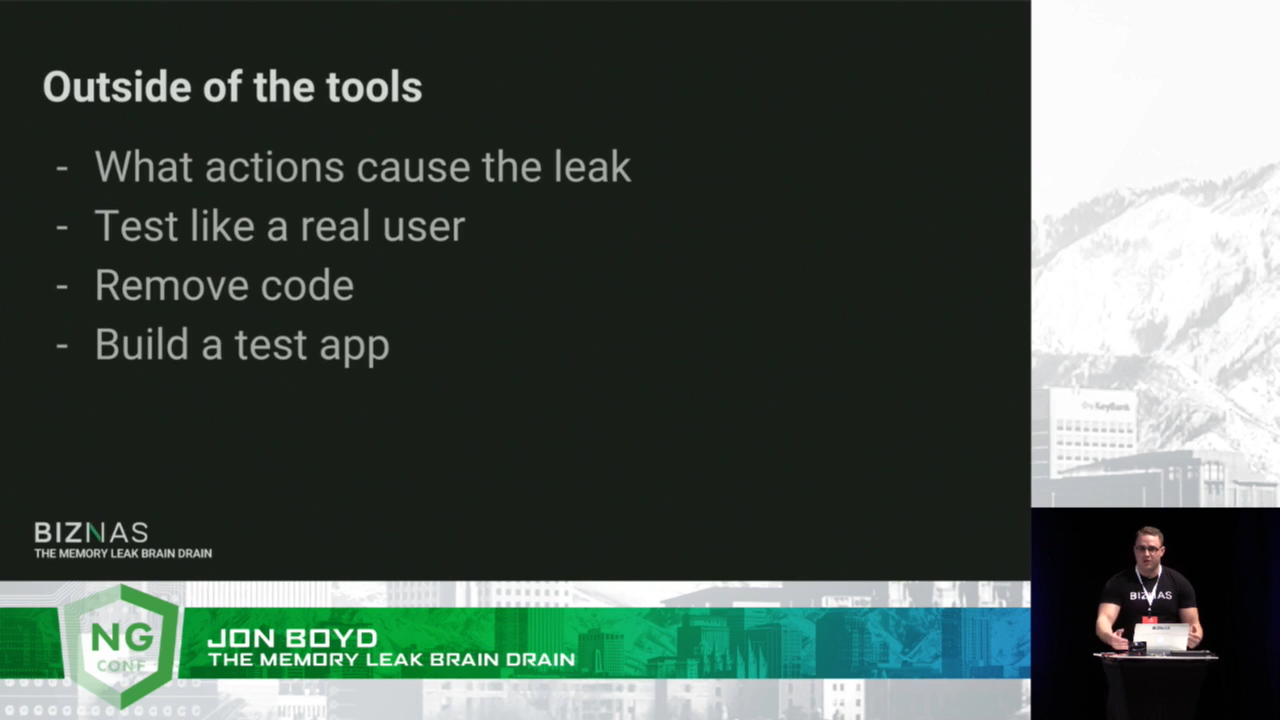 Outside of the tools
- What actions cause the leak
- Test like a real user
- Remove code
- Build a test app
BIZNAS
THE MEMORY LEAK BRAIN DRAIN
KeyBank
BIZNAS
BIZNAS
NG
CONF
JON BOYD
THE MEMORY LEAK BRAIN DRAIN